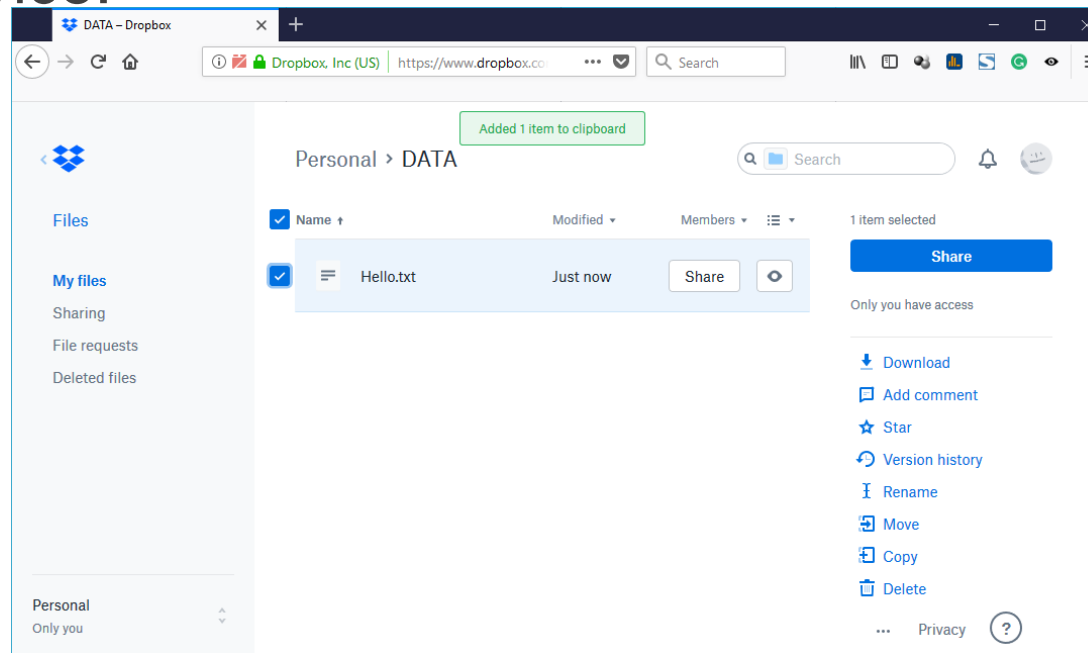 DATA – Dropbox
Dropbox, Inc (US) https://www.dropbox.co
Search
Added 1 item to clipboard
Personal > DATA
Search
Files
My files
Sharing
File requests
Deleted files
Personal
Only you
Name Modified Members
Hello.txt Just now Share
1 item selected
Share
Only you have access
Download
Add comment
Star
Version history
Rename
Move
Copy
Delete
... Privacy ?